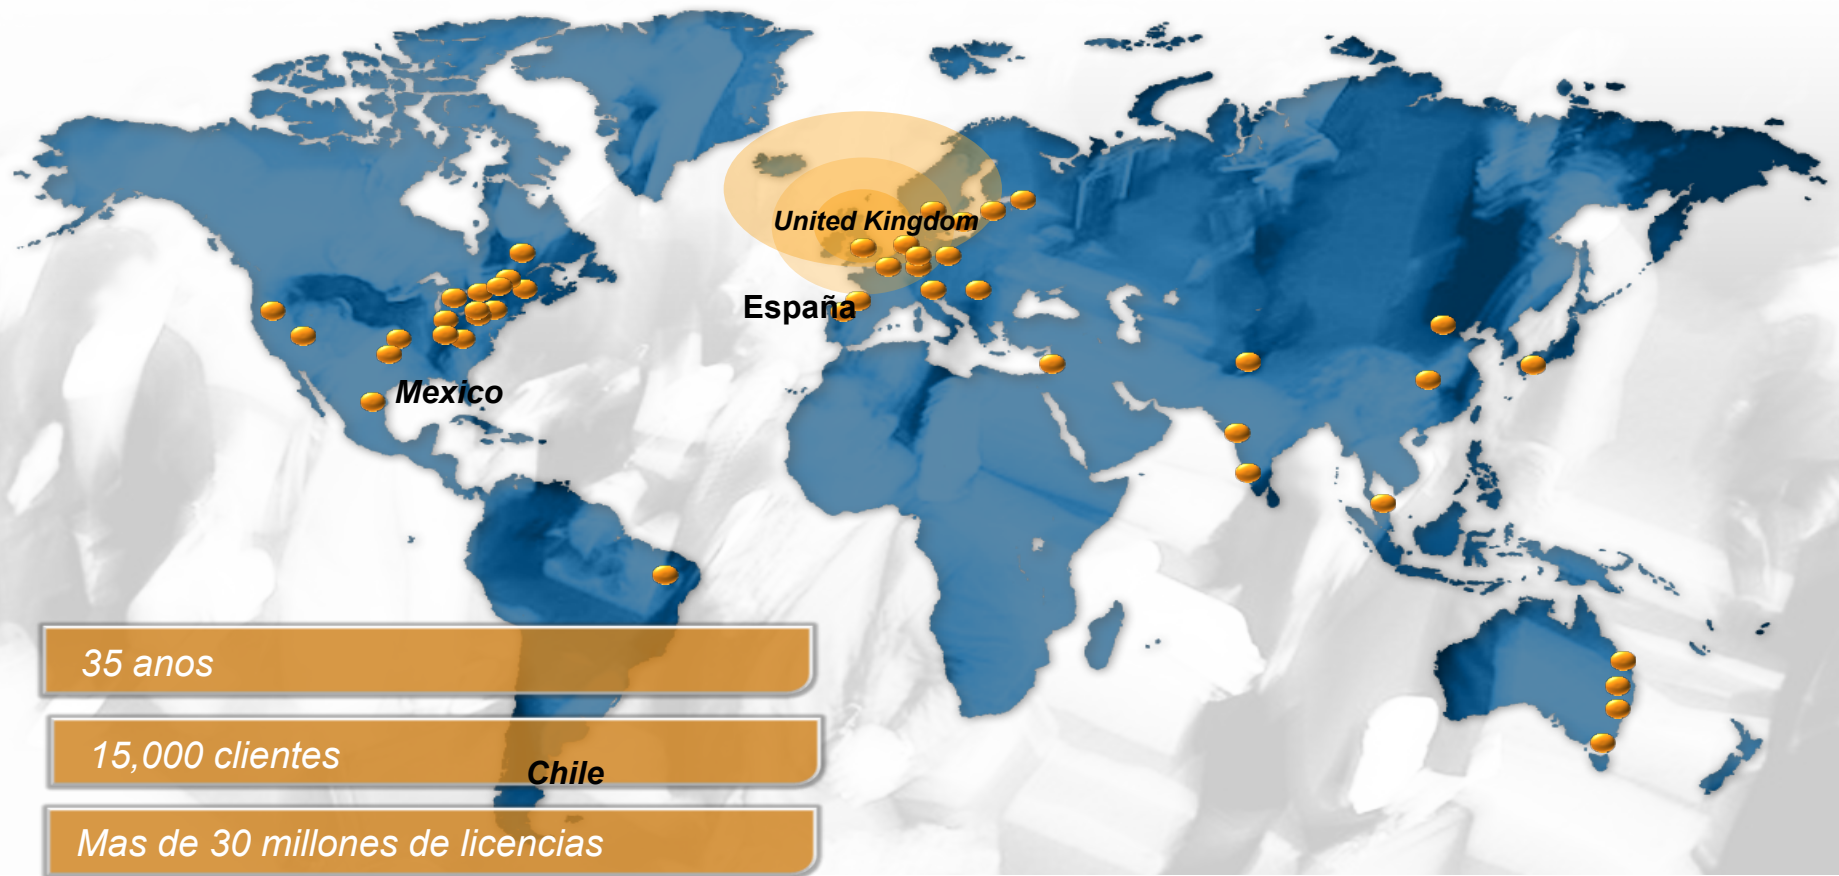 United Kingdom
España
Mexico
35 anos
15,000 clientes
Chile
Mas de 30 millones de licencias